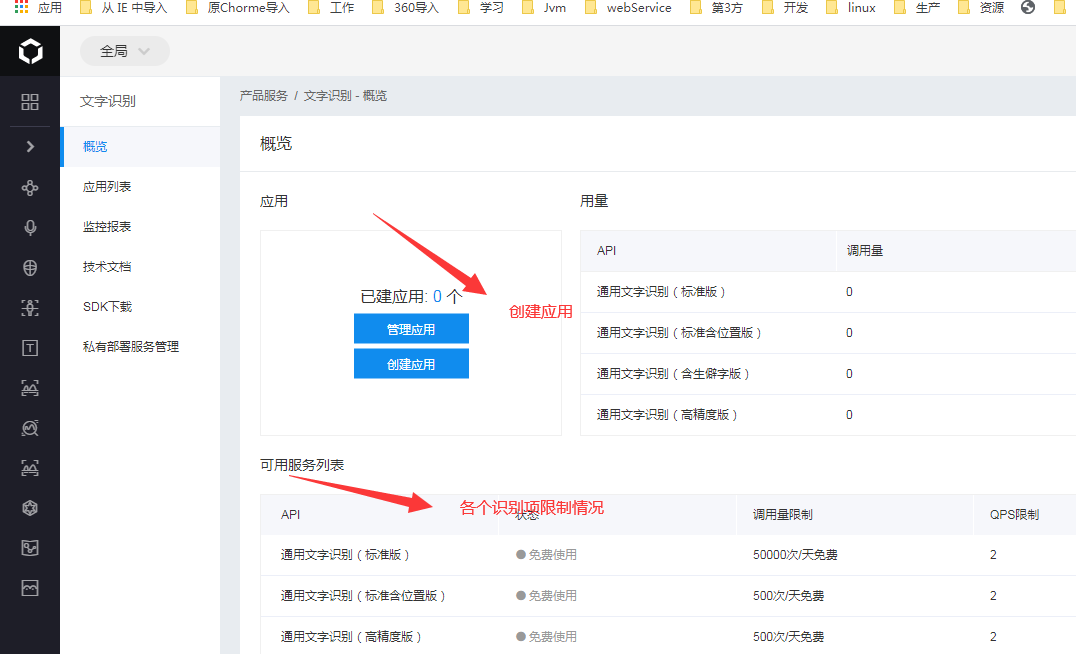 应用 从 IE 中导入 原Chorme导入 工作 360导入 学习 Jvm webService 第3方 开发 linux 生产 资源
全局
文字识别
概览
应用列表
监控报表
技术文档
SDK下载
私有部署服务管理
产品服务 / 文字识别 - 概览
概览
应用
已建应用: 0 个
管理应用
创建应用
创建应用
用量
API 调用量
通用文字识别（标准版） 0
通用文字识别（标准含位置版） 0
通用文字识别（含生僻字版） 0
通用文字识别（高精度版） 0
可用服务列表
各个识别项限制情况
API 状态 调用量限制 QPS限制
通用文字识别（标准版） 免费使用 50000次/天免费 2
通用文字识别（标准含位置版） 免费使用 500次/天免费 2
通用文字识别（高精度版） 免费使用 500次/天免费 2